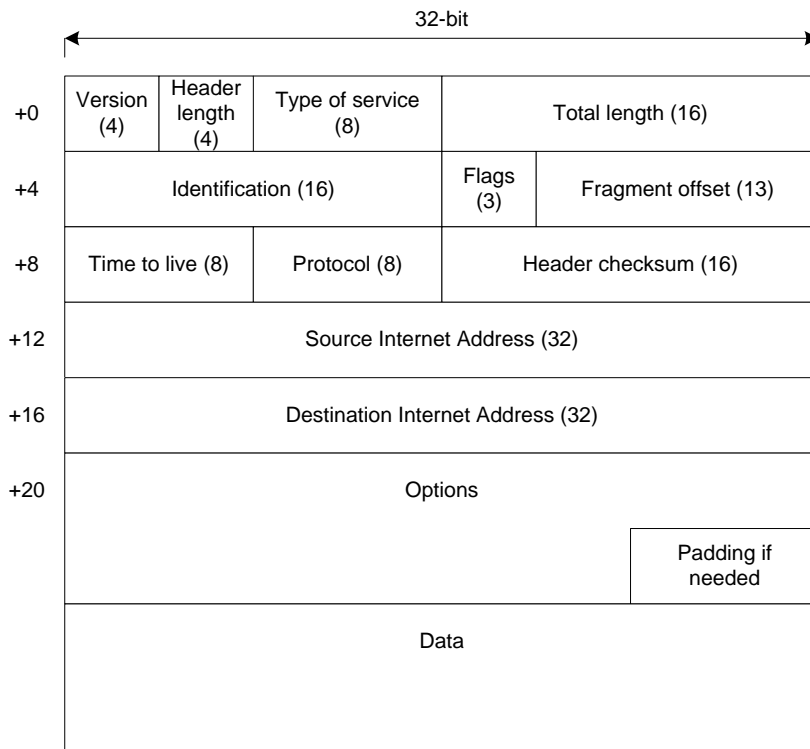 32-bit
+0
Version
(4)
Header
length
(4)
Type of service
(8)
Total length (16)
+4
Identification (16)
Flags
(3)
Fragment offset (13)
+8
Time to live (8)
Protocol (8)
Header checksum (16)
+12
Source Internet Address (32)
+16
Destination Internet Address (32)
+20
Options
Padding if
needed
Data